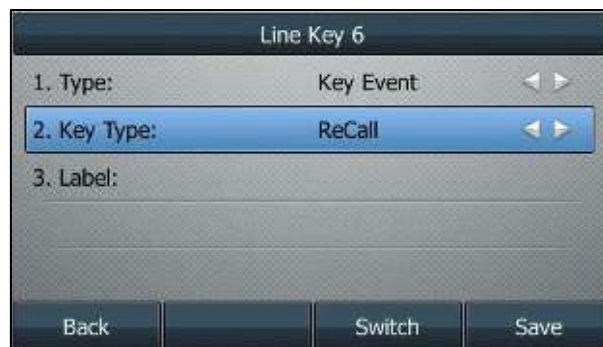 Line Key 6
1. Type: Key Event
2. Key Type: ReCall
3. Label:
Back Switch Save